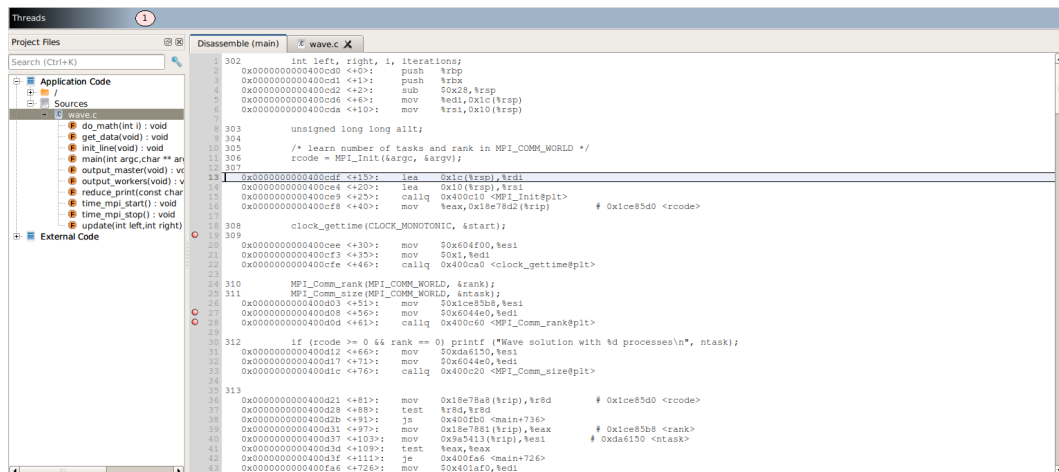 Threads
1
Project Files
Search (Ctrl+K)
Application Code
/
Sources
wave.c
do_math(int i) : void
get_data(void) : void
init_line(void) : void
main(int argc,char ** ar
output_master(void) : v
output_workers(void) : v
reduce_print(const char
time_mpi_start() : void
time_mpi_stop() : void
update(int left,int right)
External Code
Disassemble (main)
wave.c X
1 302 int left, right, i, iterations;
2 0x0000000000400cd0 <+0>: push %rbp
3 0x0000000000400cd1 <+1>: push %rbx
4 0x0000000000400cd2 <+2>: sub $0x28,%rsp
5 0x0000000000400cd6 <+6>: mov %edi,0x1c(%rsp)
6 0x0000000000400cda <+10>: mov %rsi,0x10(%rsp)
7
8 303 unsigned long long allt;
9 304
10 305 /* learn number of tasks and rank in MPI_COMM_WORLD */
11 306 rcode = MPI_Init(&argc, &argv);
12 307
13 0x0000000000400cdf <+15>: lea 0x1c(%rsp),%rdi
14 0x0000000000400ce4 <+20>: lea 0x10(%rsp),%rsi
15 0x0000000000400ce9 <+25>: callq 0x400c10 <MPI_Init@plt>
16 0x0000000000400cf8 <+40>: mov %eax,0x18e78d2(%rip) # 0x1ce85d0 <rcode>
17
18 308 clock_gettime(CLOCK_MONOTONIC, &start);
19 309
20 0x0000000000400cee <+30>: mov $0x604f00,%esi
21 0x0000000000400cf3 <+35>: mov $0x1,%edi
22 0x0000000000400cfe <+46>: callq 0x400ca0 <clock_gettime@plt>
23
24 310 MPI_Comm_rank(MPI_COMM_WORLD, &rank);
25 311 MPI_Comm_size(MPI_COMM_WORLD, &ntask);
26 0x0000000000400d03 <+51>: mov $0x1ce85b8,%esi
27 0x0000000000400d08 <+56>: mov $0x6044e0,%edi
28 0x0000000000400d0d <+61>: callq 0x400c60 <MPI_Comm_rank@plt>
29
30 312 if (rcode >= 0 && rank == 0) printf ("Wave solution with %d processes\n", ntask);
31 0x0000000000400d12 <+66>: mov $0xda6150,%esi
32 0x0000000000400d17 <+71>: mov $0x6044e0,%edi
33 0x0000000000400d1c <+76>: callq 0x400c20 <MPI_Comm_size@plt>
34
35 313
36 0x0000000000400d21 <+81>: mov 0x18e78a8(%rip),%r8d # 0x1ce85d0 <rcode>
37 0x0000000000400d28 <+88>: test %r8d,%r8d
38 0x0000000000400d2b <+91>: js 0x400fb0 <main+736>
39 0x0000000000400d31 <+97>: mov 0x18e7881(%rip),%eax # 0x1ce85b8 <rank>
40 0x0000000000400d37 <+103>: mov 0x9a5413(%rip),%esi # 0xda6150 <ntask>
41 0x0000000000400d3d <+109>: test %eax,%eax
42 0x0000000000400d3f <+111>: je 0x400fa6 <main+726>
43 0x0000000000400fa6 <+726>: mov $0x401af0,%edi